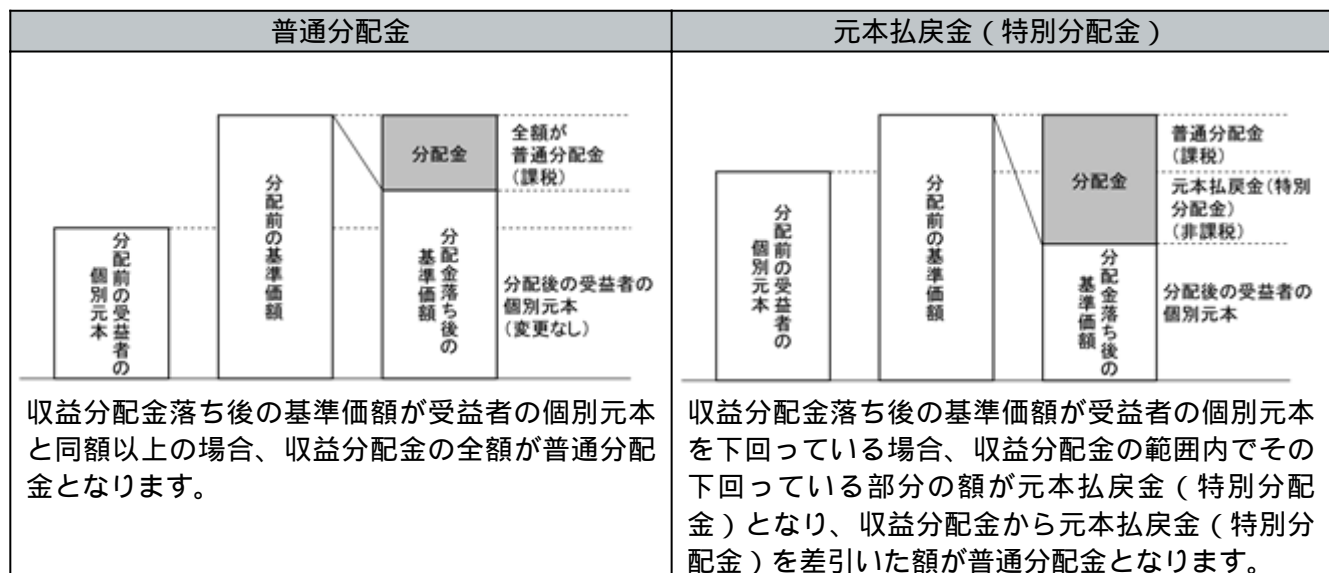 普通分配金
分配前の受益者の
個別元本
分配前の基準価額
分配金
分配金落ち後の
基準価額
全額が
普通分配金
(課税)
分配後の受益者の
個別元本
(変更なし)
収益分配金落ち後の基準価額が受益者の個別元本
と同額以上の場合、収益分配金の全額が普通分配
金となります。
元本払戻金(特別分配金)
分配前の受益者の
個別元本
分配前の基準価額
分配金
分配金落ち後の
基準価額
普通分配金
(課税)
元本払戻金(特別
分配金)
(非課税)
分配後の受益者の
個別元本
収益分配金落ち後の基準価額が受益者の個別元本
を下回っている場合、収益分配金の範囲内でその
下回っている部分の額が元本払戻金(特別分配
金)となり、収益分配金から元本払戻金(特別分
配金)を差引いた額が普通分配金となります。